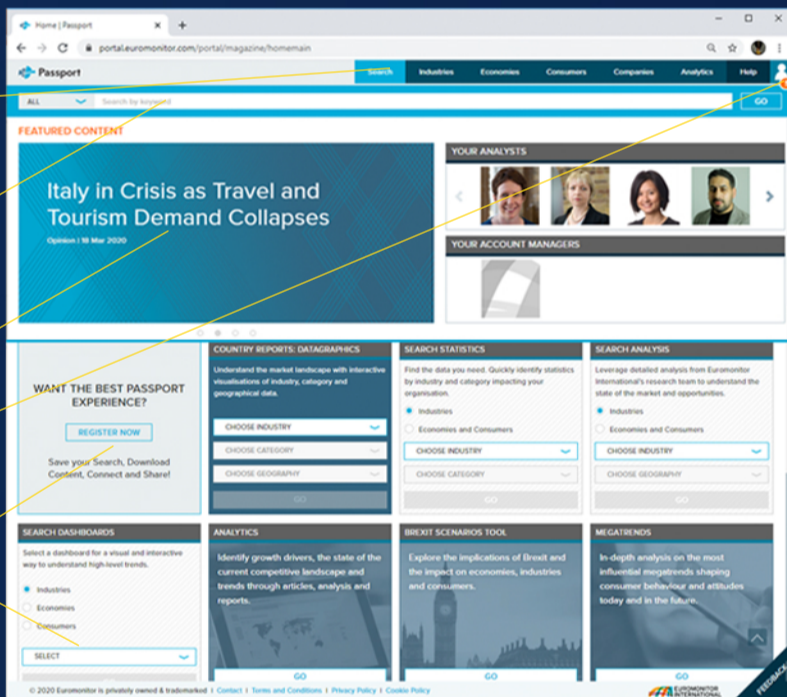 Home | Passport
portal.euromonitor.com/portal/magazine/homemain
Passport
Search Industries Economies Consumers Companies Analytics Help
ALL Search by keyword GO
FEATURED CONTENT
Italy in Crisis as Travel and
Tourism Demand Collapses
Opinion | 18 Mar 2020
YOUR ANALYSTS
YOUR ACCOUNT MANAGERS
WANT THE BEST PASSPORT
EXPERIENCE?
REGISTER NOW
Save your Search, Download
Content, Connect and Share!
COUNTRY REPORTS: DATAGRAPHICS
Understand the market landscape with interactive
visualisations of industry, category and
geographical data.
CHOOSE INDUSTRY
CHOOSE CATEGORY
CHOOSE GEOGRAPHY
GO
SEARCH STATISTICS
Find the data you need. Quickly identify statistics
by industry and category impacting your
organisation.
Industries
Economies and Consumers
CHOOSE INDUSTRY
CHOOSE CATEGORY
GO
SEARCH ANALYSIS
Leverage detailed analysis from Euromonitor
International's research team to understand the
state of the market and opportunities.
Industries
Economies and Consumers
CHOOSE INDUSTRY
CHOOSE GEOGRAPHY
GO
SEARCH DASHBOARDS
Select a dashboard for a visual and interactive
way to understand high-level trends.
Industries
Economies
Consumers
SELECT
ANALYTICS
Identify growth drivers, the state of the
current competitive landscape and
trends through articles, analysis and
reports.
GO
BREXIT SCENARIOS TOOL
Explore the implications of Brexit and
the impact on economies, industries
and consumers.
GO
MEGATRENDS
In-depth analysis on the most
influential megatrends shaping
consumer behaviour and attitudes
today and in the future.
GO
© 2020 Euromonitor is privately owned & trademarked | Contact | Terms and Conditions | Privacy Policy | Cookie Policy
EUROMONITOR
INTERNATIONAL
FEEDBACK